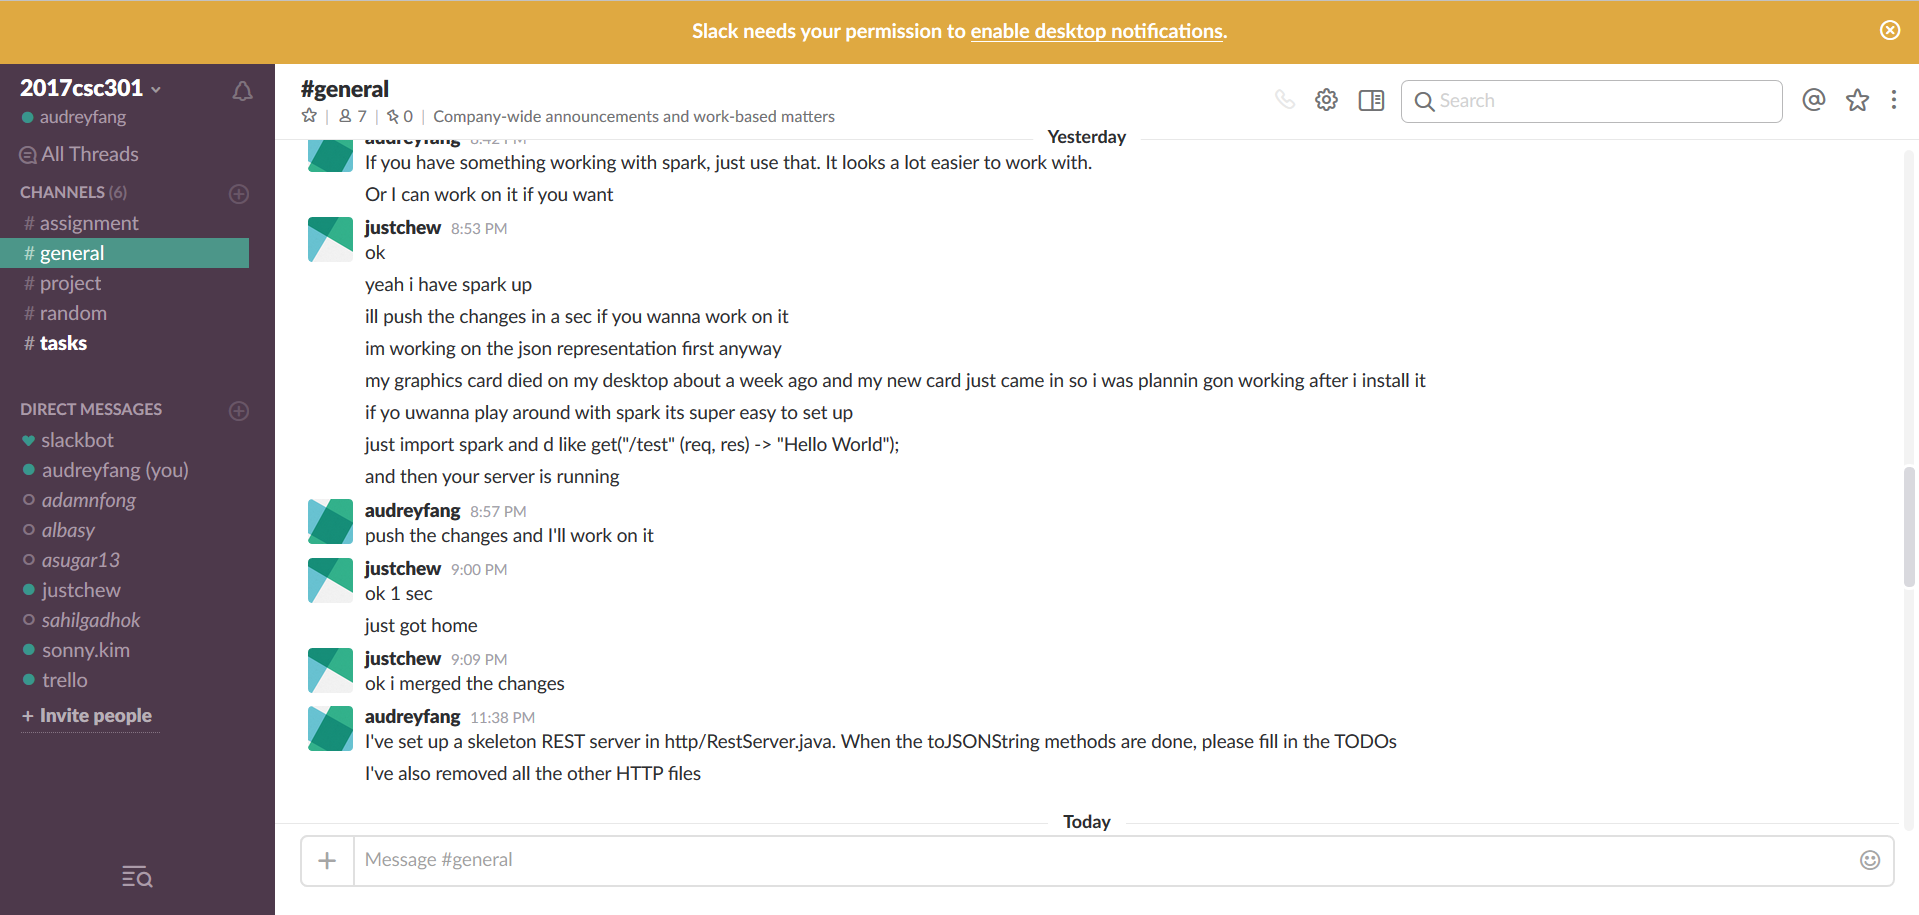 Slack needs your permission to enable desktop notifications.
2017csc301
audreyfang
All Threads
CHANNELS (6)
# assignment
# general
# project
# random
# tasks
DIRECT MESSAGES
slackbot
audreyfang (you)
adamnfong
albasy
asugar13
justchew
sahilgadhok
sonny.kim
trello
+ Invite people
#general
7 | 0 | Company-wide announcements and work-based matters
Search
Yesterday
audreyfang 8:42 PM
If you have something working with spark, just use that. It looks a lot easier to work with.
Or I can work on it if you want
justchew 8:53 PM
ok
yeah i have spark up
ill push the changes in a sec if you wanna work on it
im working on the json representation first anyway
my graphics card died on my desktop about a week ago and my new card just came in so i was plannin gon working after i install it
if yo uwanna play around with spark its super easy to set up
just import spark and d like get("/test" (req, res) -> "Hello World");
and then your server is running
audreyfang 8:57 PM
push the changes and I'll work on it
justchew 9:00 PM
ok 1 sec
just got home
justchew 9:09 PM
ok i merged the changes
audreyfang 11:38 PM
I've set up a skeleton REST server in http/RestServer.java. When the toJSONString methods are done, please fill in the TODOs
I've also removed all the other HTTP files
Today
Message #general